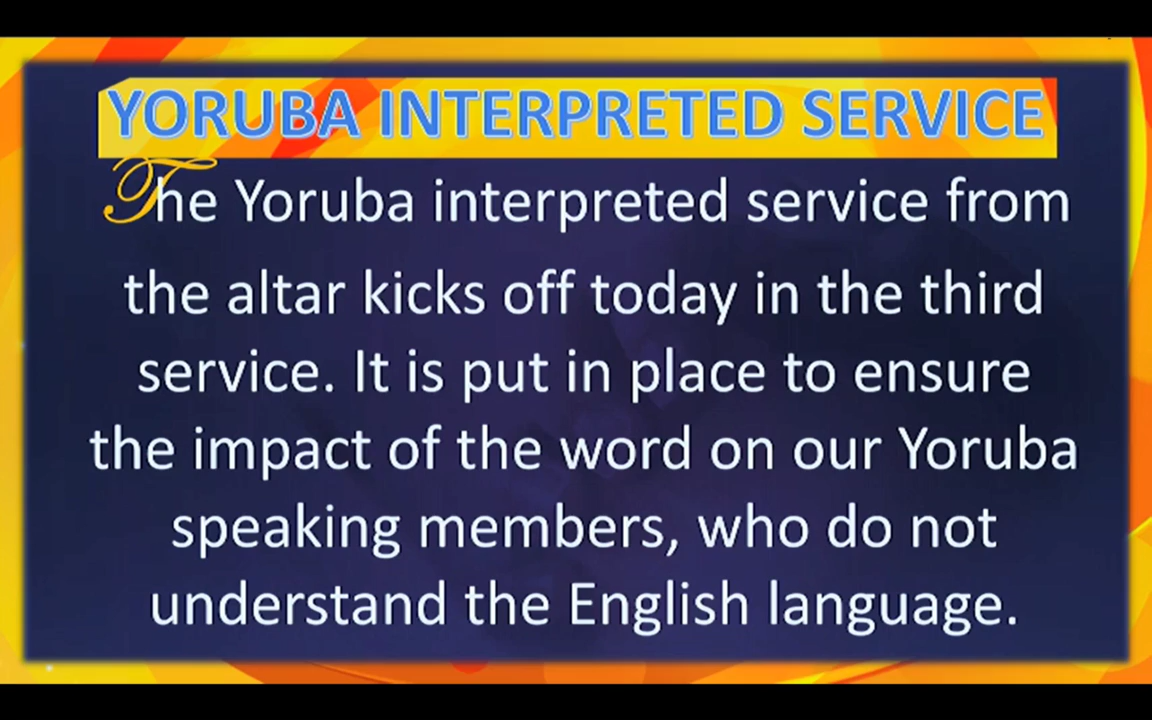 YORUBA INTERPRETED SERVICE
The Yoruba interpreted service from
the altar kicks off today in the third
service. It is put in place to ensure
the impact of the word on our Yoruba
speaking members, who do not
understand the English language.